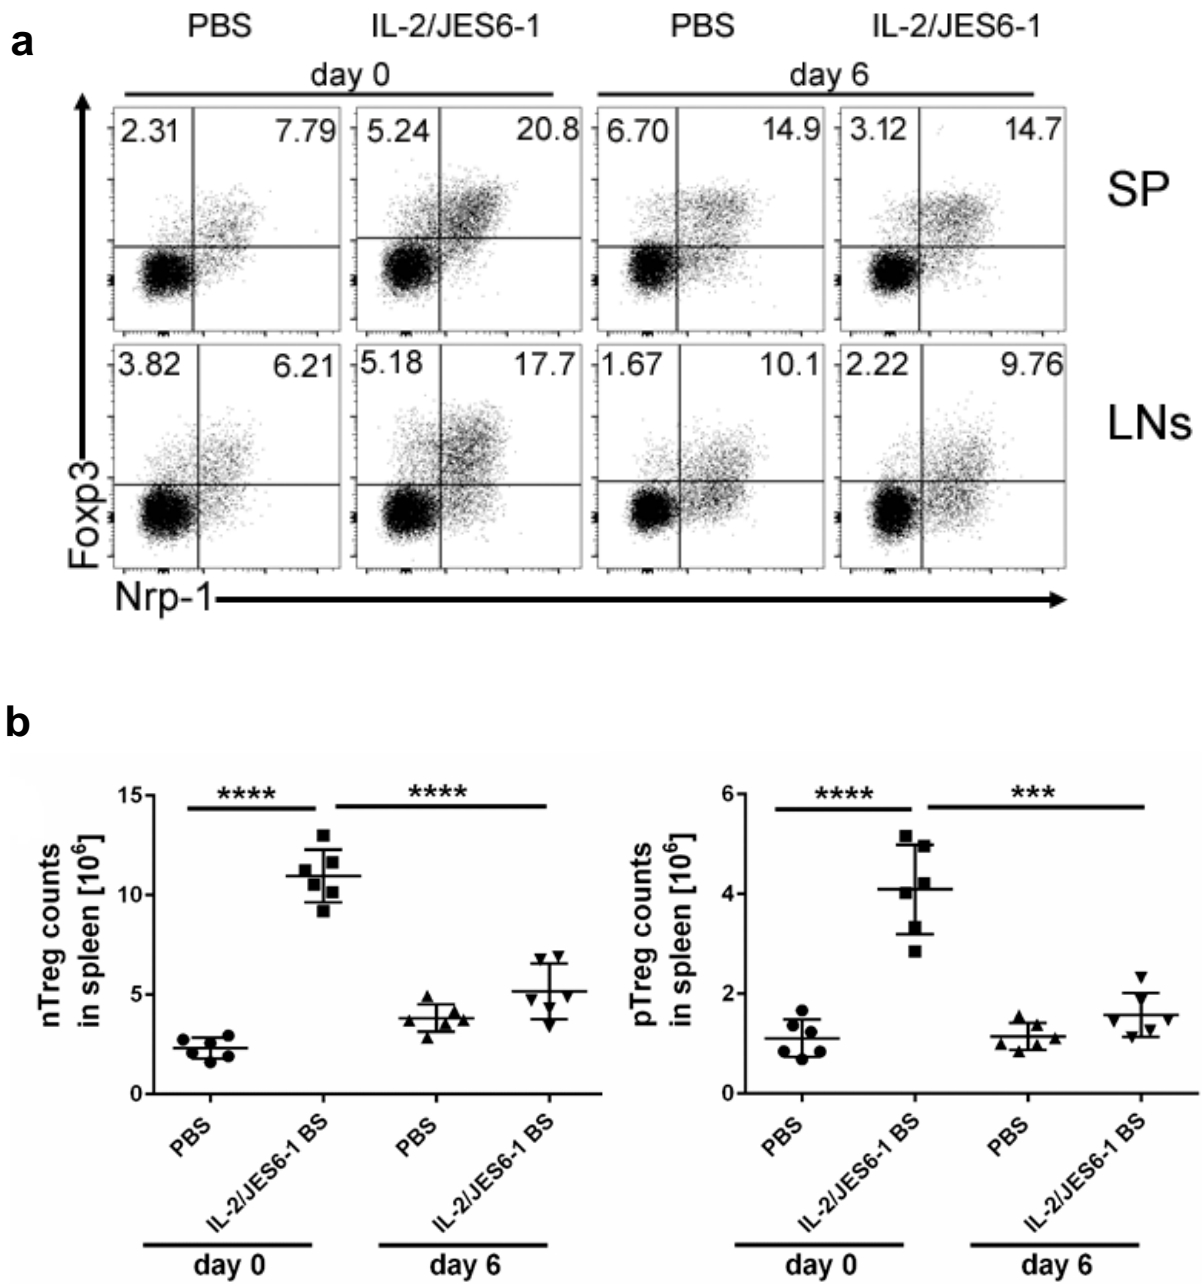 a
PBS IL-2/JES6-1 PBS IL-2/JES6-1
day 0 day 6
2.31 7.79 5.24 20.8 6.70 14.9 3.12 14.7
SP
3.82 6.21 5.18 17.7 1.67 10.1 2.22 9.76
LNs
Foxp3
Nrp-1
b
nTreg counts
in spleen [10⁶]
15
10
5
0
**** ****
PBS
IL-2/JES6-1 BS
PBS
IL-2/JES6-1 BS
day 0 day 6
pTreg counts
in spleen [10⁶]
6
4
2
0
**** ***
PBS
IL-2/JES6-1 BS
PBS
IL-2/JES6-1 BS
day 0 day 6